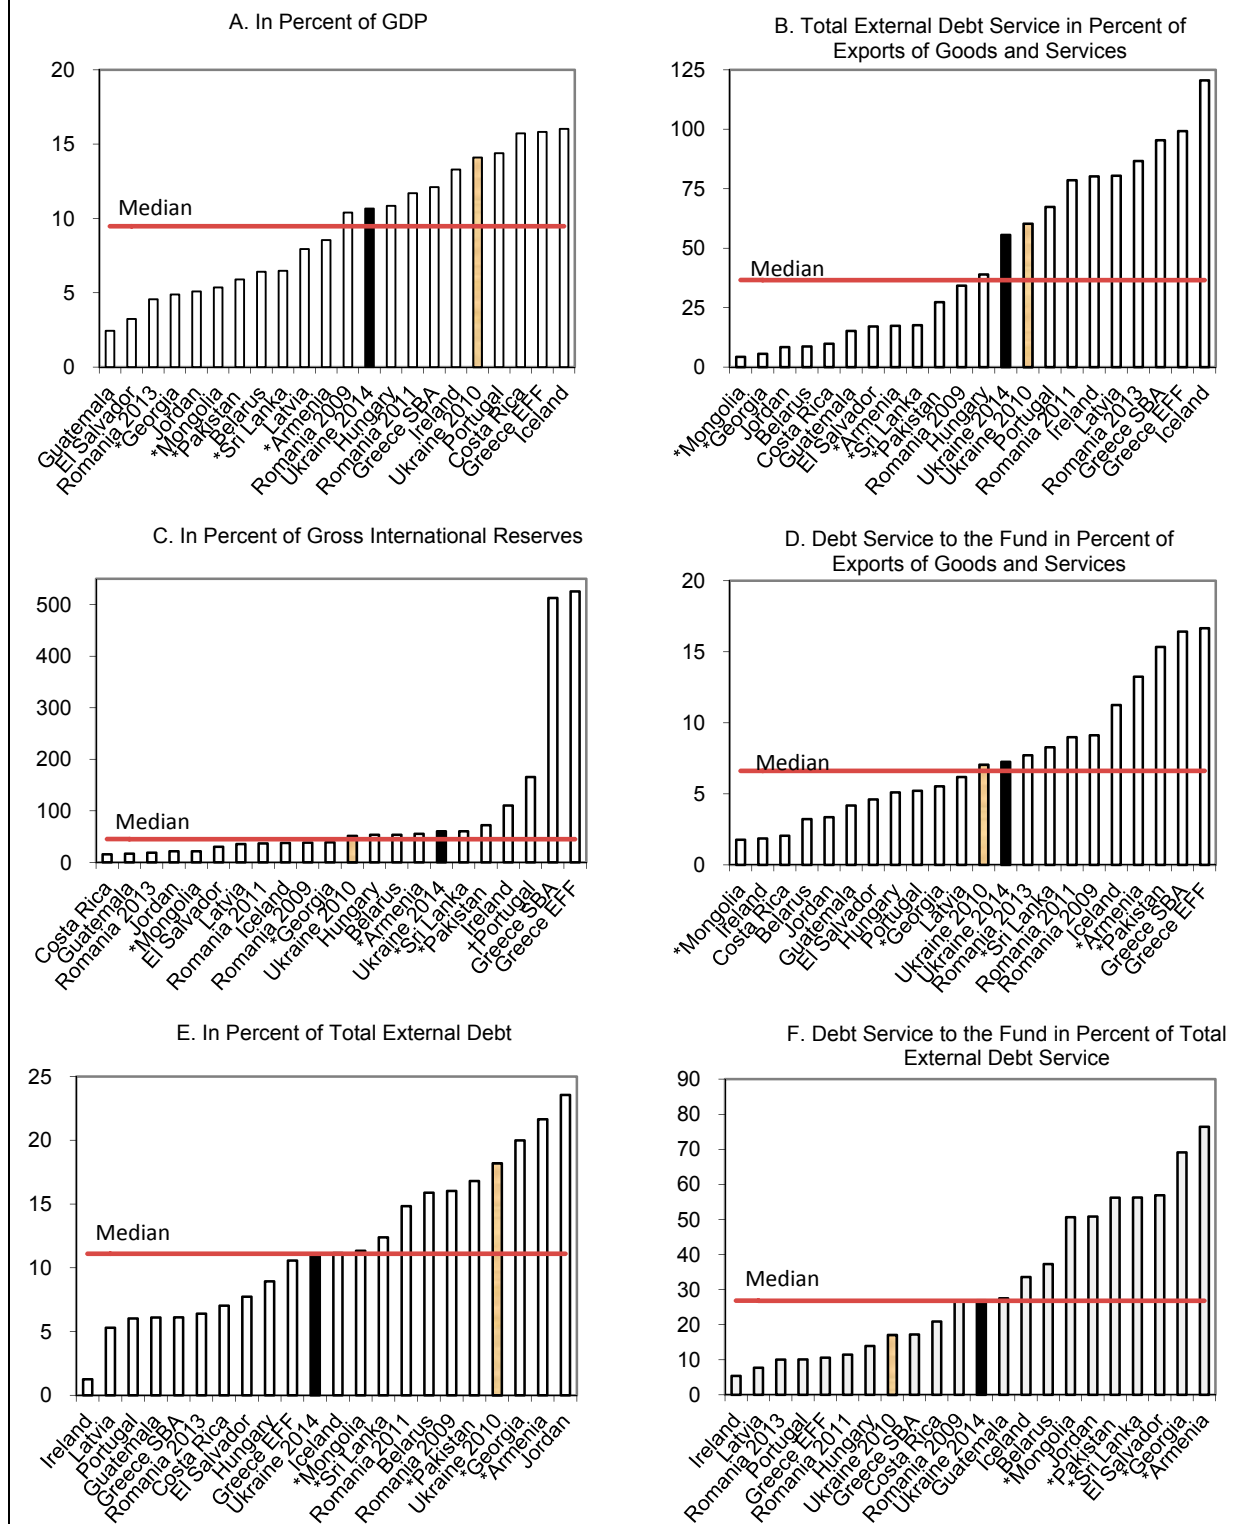 A. In Percent of GDP
20
15
10
5
0
Median
Guatemala
El Salvador
Romania 2013
*Georgia
Jordan
*Mongolia
*Pakistan
*Belarus
*Sri Lanka
Latvia
*Armenia
Romania 2009
Ukraine 2014
Hungary
Romania 2011
Greece SBA
Ireland
Ukraine 2010
Portugal
Costa Rica
Greece EFF
Iceland
B. Total External Debt Service in Percent of
Exports of Goods and Services
125
100
75
50
25
0
Median
*Mongolia
*Georgia
Jordan
Belarus
Costa Rica
Guatemala
El Salvador
*Armenia
*Sri Lanka
*Pakistan
Romania 2009
Hungary
Ukraine 2014
Ukraine 2010
Portugal
Romania 2011
Ireland
Latvia
Romania 2013
Greece SBA
Greece EFF
Iceland
C. In Percent of Gross International Reserves
500
400
300
200
100
0
Median
Costa Rica
Guatemala
Romania 2013
Jordan
*Mongolia
El Salvador
Latvia
Romania 2011
Iceland
Romania 2009
*Georgia
Ukraine 2010
Hungary
Belarus
*Armenia
Ukraine 2014
*Sri Lanka
*Pakistan
Ireland
†Portugal
Greece SBA
Greece EFF
D. Debt Service to the Fund in Percent of
Exports of Goods and Services
20
15
10
5
0
Median
*Mongolia
Ireland
Costa Rica
Belarus
Jordan
Guatemala
El Salvador
Hungary
Portugal
*Georgia
Latvia
Ukraine 2010
Ukraine 2014
Romania 2013
*Sri Lanka
Romania 2011
Romania 2009
Iceland
*Armenia
*Pakistan
Greece SBA
Greece EFF
E. In Percent of Total External Debt
25
20
15
10
5
0
Median
Ireland
Latvia
Portugal
Guatemala
Greece SBA
Romania 2013
Costa Rica
El Salvador
Hungary
Greece EFF
Ukraine 2014
Iceland
*Mongolia
*Sri Lanka
Romania 2011
Belarus
Romania 2009
*Pakistan
Ukraine 2010
*Georgia
*Armenia
Jordan
F. Debt Service to the Fund in Percent of Total
External Debt Service
90
80
70
60
50
40
30
20
10
0
Median
Ireland
Latvia
Romania 2013
Portugal
Greece EFF
Romania 2011
Hungary
Ukraine 2010
Greece SBA
Costa Rica
Romania 2009
Ukraine 2014
Guatemala
Iceland
Belarus
*Mongolia
Jordan
*Pakistan
*Sri Lanka
El Salvador
*Georgia
*Armenia